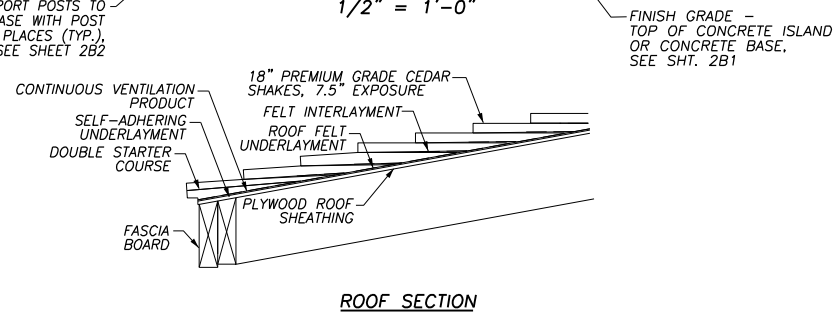 PORT POSTS TO
ASE WITH POST
PLACES (TYP.),
SEE SHEET 2B2
1/2" = 1'-0"
FINISH GRADE –
TOP OF CONCRETE ISLAND
OR CONCRETE BASE,
SEE SHT. 2B1
18" PREMIUM GRADE CEDAR
SHAKES, 7.5" EXPOSURE
CONTINUOUS VENTILATION
PRODUCT
FELT INTERLAYMENT
SELF-ADHERING
UNDERLAYMENT
ROOF FELT
UNDERLAYMENT
DOUBLE STARTER
COURSE
PLYWOOD ROOF
SHEATHING
FASCIA
BOARD
ROOF SECTION